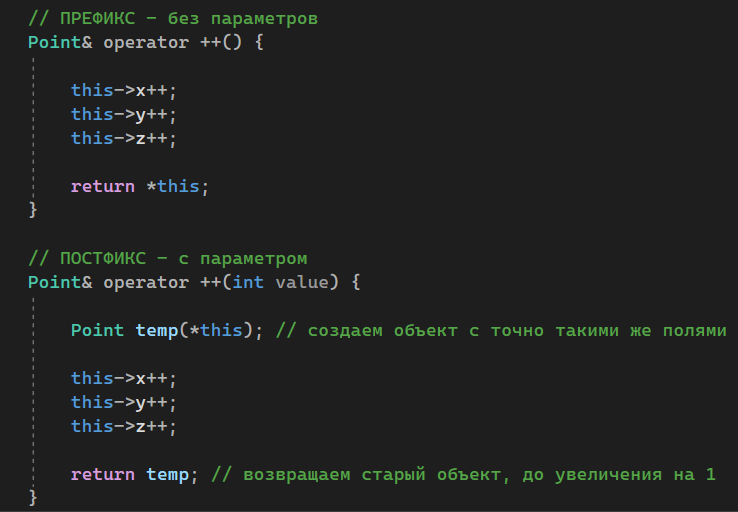 // ПРЕФИКС - без параметров
Point& operator ++() {
this->x++;
this->y++;
this->z++;
return *this;
}
// ПОСТФИКС - с параметром
Point& operator ++(int value) {
Point temp(*this); // создаем объект с точно такими же полями
this->x++;
this->y++;
this->z++;
return temp; // возвращаем старый объект, до увеличения на 1
}